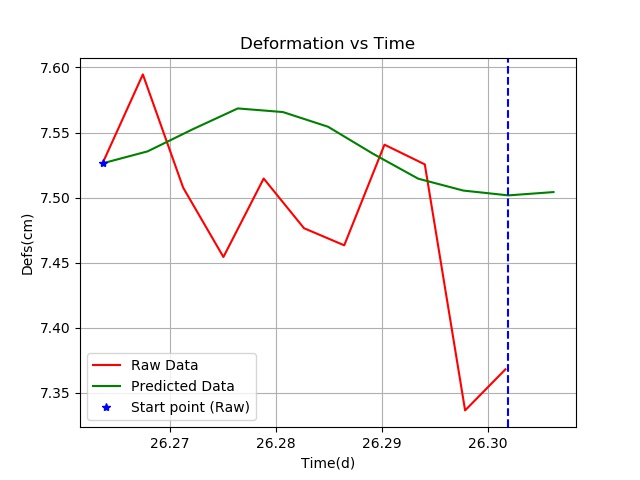 Deformation vs Time
7.60
7.55
7.50
7.45
7.40
7.35
Defs(cm)
Raw Data
Predicted Data
Start point (Raw)
26.27 26.28 26.29 26.30
Time(d)